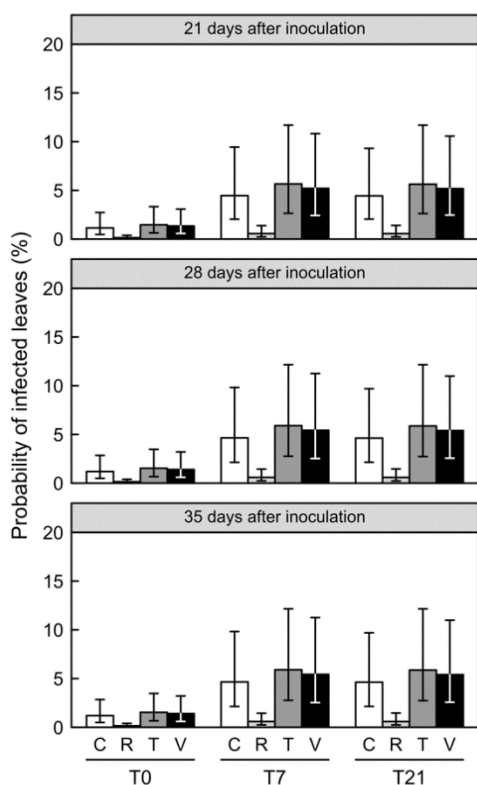 21 days after inoculation
20
15
10
5
0
28 days after inoculation
20
15
10
5
0
35 days after inoculation
20
15
10
5
0
Probability of infected leaves (%)
C R T V C R T V C R T V
T0 T7 T21